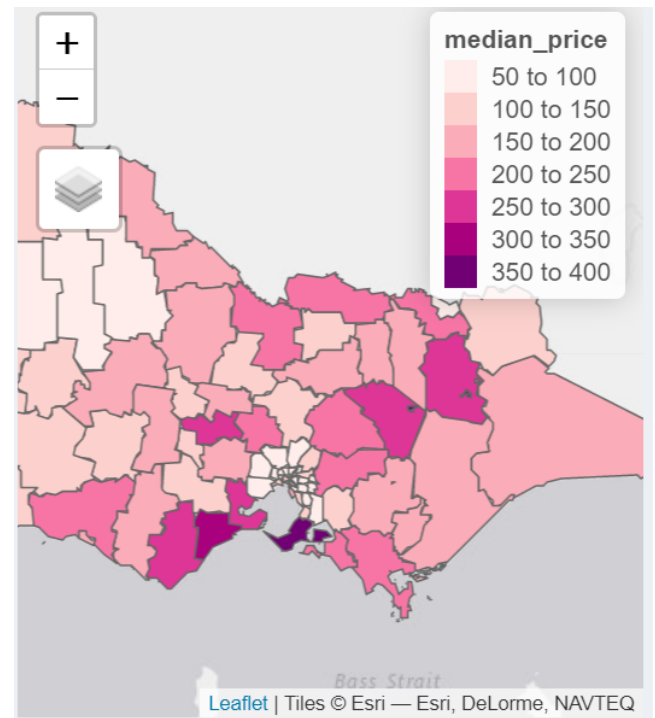 +
−
median_price
50 to 100
100 to 150
150 to 200
200 to 250
250 to 300
300 to 350
350 to 400
Bass Strait
Leaflet | Tiles © Esri — Esri, DeLorme, NAVTEQ